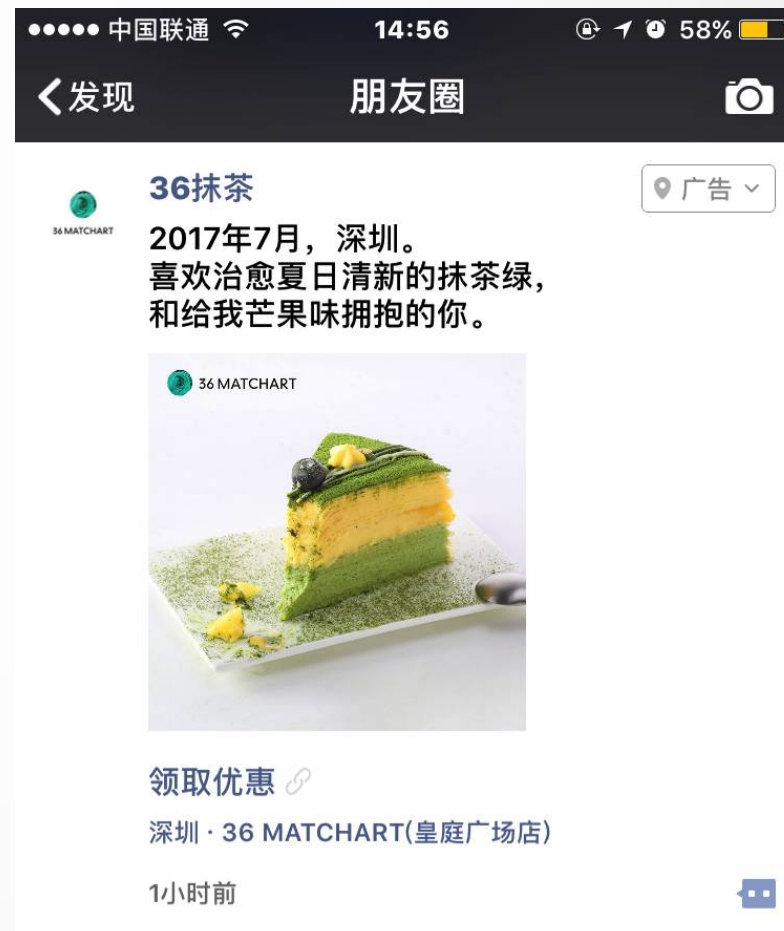 中国联通 14:56 58%
发现 朋友圈
36抹茶 广告
36 MATCHART
2017年7月，深圳。
喜欢治愈夏日清新的抹茶绿，
和给我芒果味拥抱的你。
36 MATCHART
领取优惠
深圳 · 36 MATCHART(皇庭广场店)
1小时前